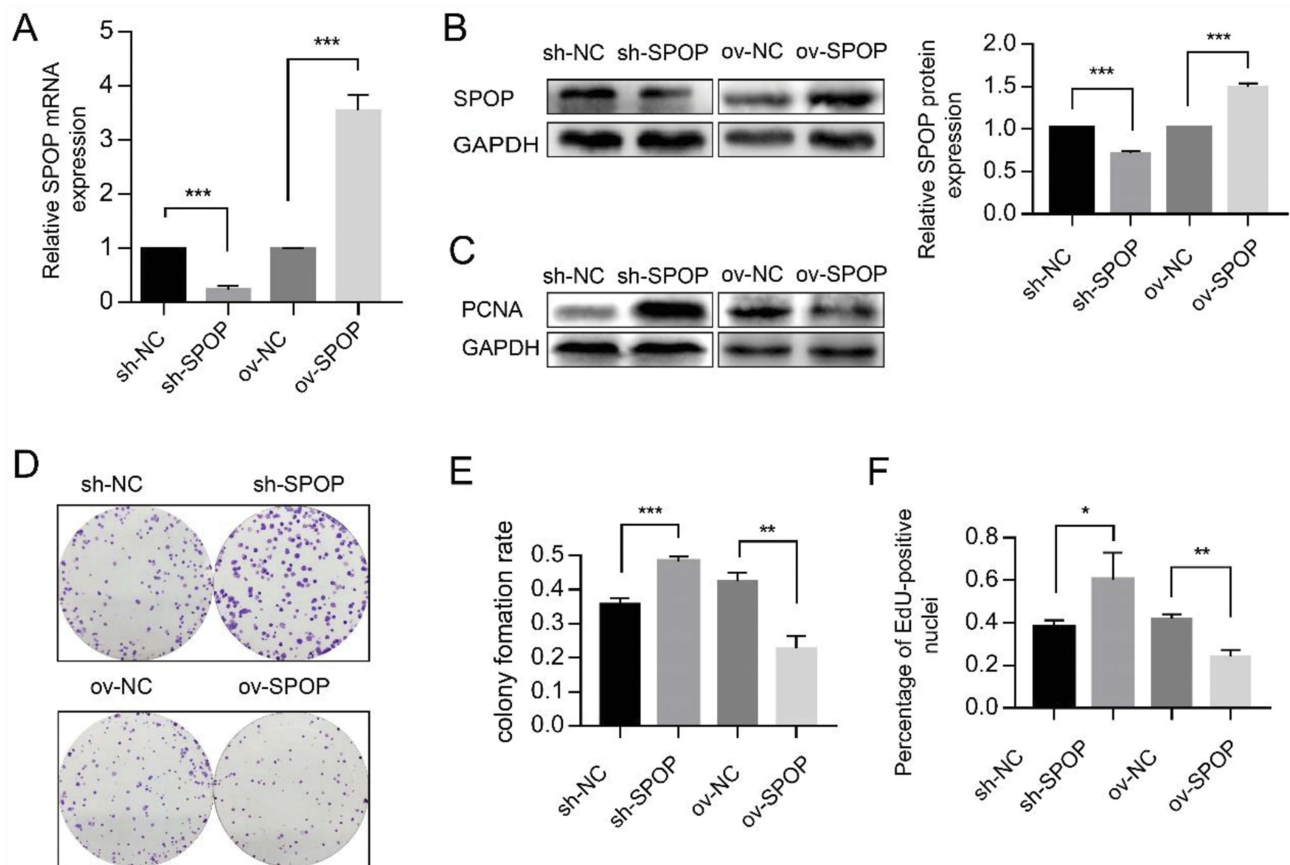 A
Relative SPOP mRNA
expression
5
4
3
2
1
0
***
***
sh-NC
sh-SPOP
ov-NC
ov-SPOP
B
sh-NC sh-SPOP ov-NC ov-SPOP
SPOP
GAPDH
Relative SPOP protein
expression
2.0
1.5
1.0
0.5
0.0
***
***
sh-NC
sh-SPOP
ov-NC
ov-SPOP
C
sh-NC sh-SPOP ov-NC ov-SPOP
PCNA
GAPDH
D
sh-NC sh-SPOP
ov-NC ov-SPOP
E
colony fomation rate
0.5
0.4
0.3
0.2
0.1
0.0
***
**
sh-NC
sh-SPOP
ov-NC
ov-SPOP
F
Percentage of EdU-positive
nuclei
0.8
0.6
0.4
0.2
0.0
*
**
sh-NC
sh-SPOP
ov-NC
ov-SPOP